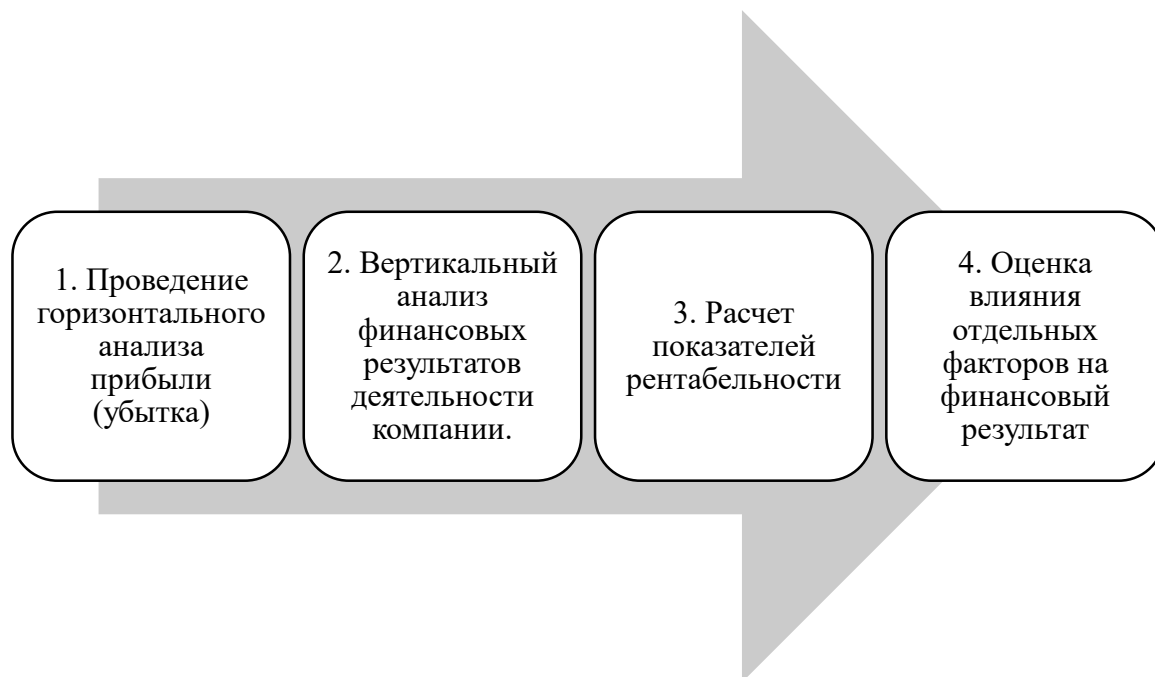 1. Проведение
горизонтального
анализа
прибыли
(убытка)
2. Вертикальный
анализ
финансовых
результатов
деятельности
компании.
3. Расчет
показателей
рентабельности
4. Оценка
влияния
отдельных
факторов на
финансовый
результат